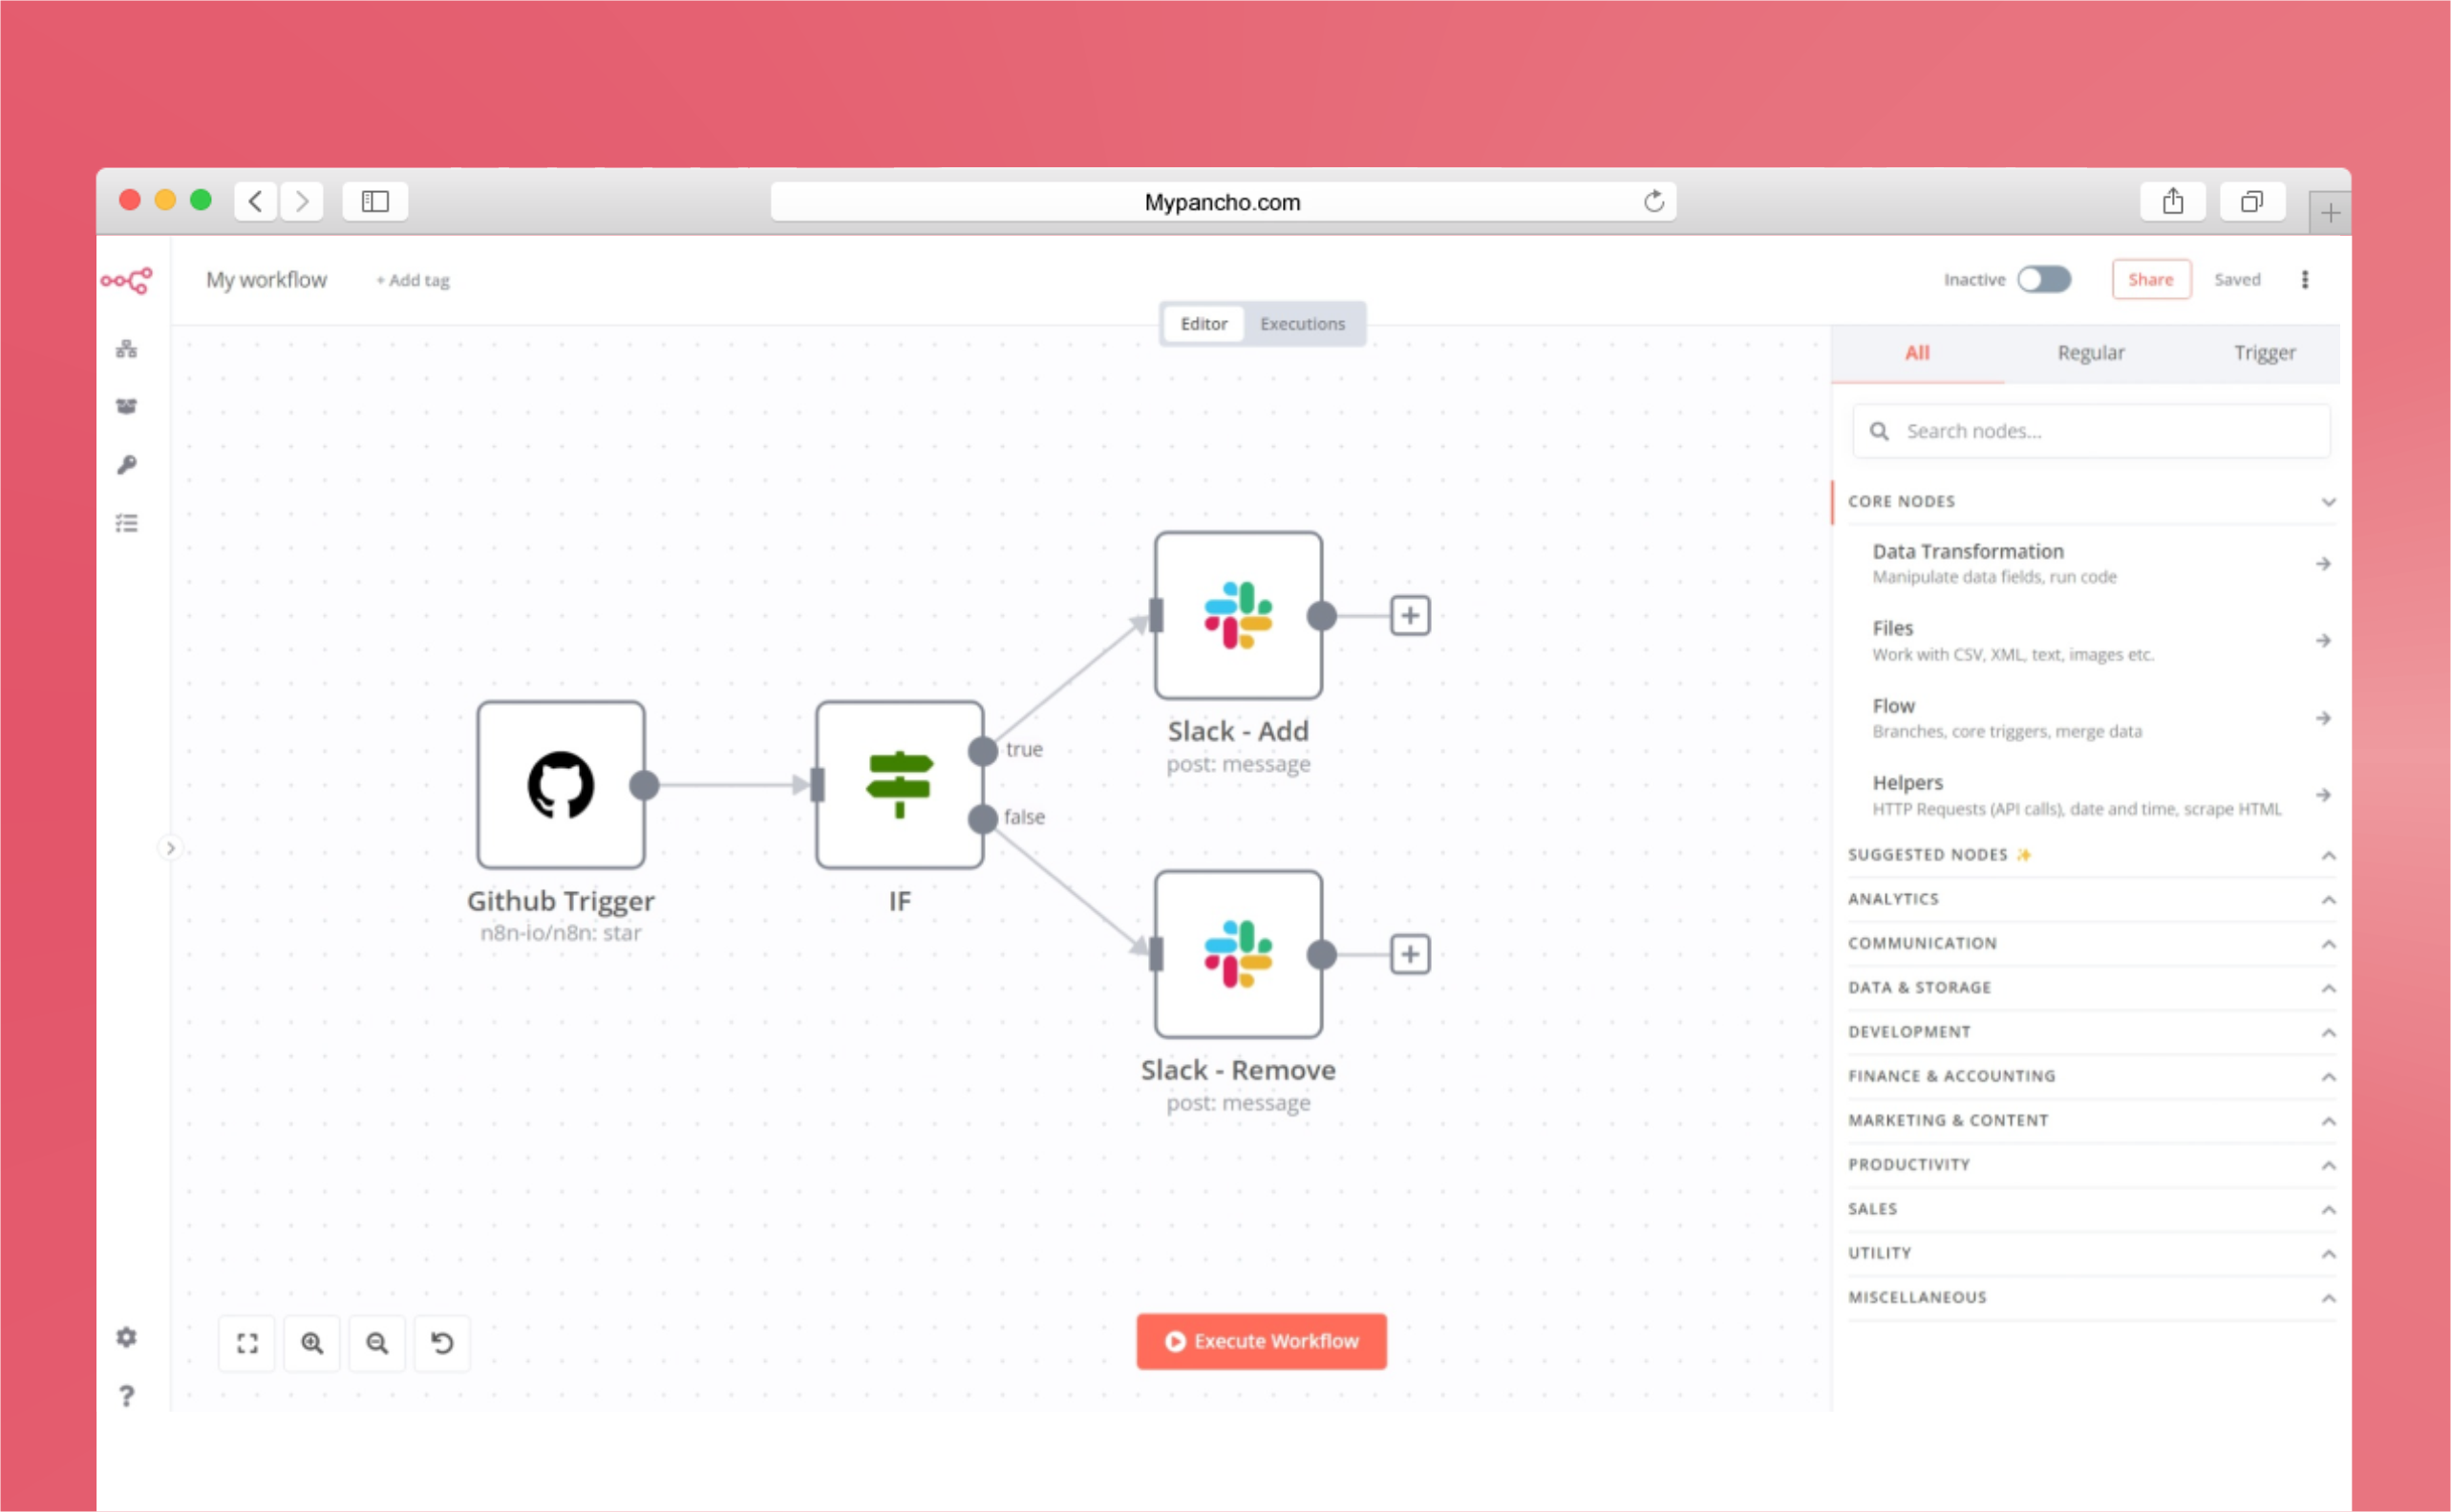 Mypancho.com
My workflow
+ Add tag
Inactive
Share
Saved
Editor
Executions
All
Regular
Trigger
Search nodes...
CORE NODES
Data Transformation
Manipulate data fields, run code
Files
Work with CSV, XML, text, images etc.
Flow
Branches, core triggers, merge data
Helpers
HTTP Requests (API calls), date and time, scrape HTML
SUGGESTED NODES ✨
ANALYTICS
COMMUNICATION
DATA & STORAGE
DEVELOPMENT
FINANCE & ACCOUNTING
MARKETING & CONTENT
PRODUCTIVITY
SALES
UTILITY
MISCELLANEOUS
Github Trigger
n8n-io/n8n: star
IF
true
false
Slack - Add
post: message
Slack - Remove
post: message
Execute Workflow